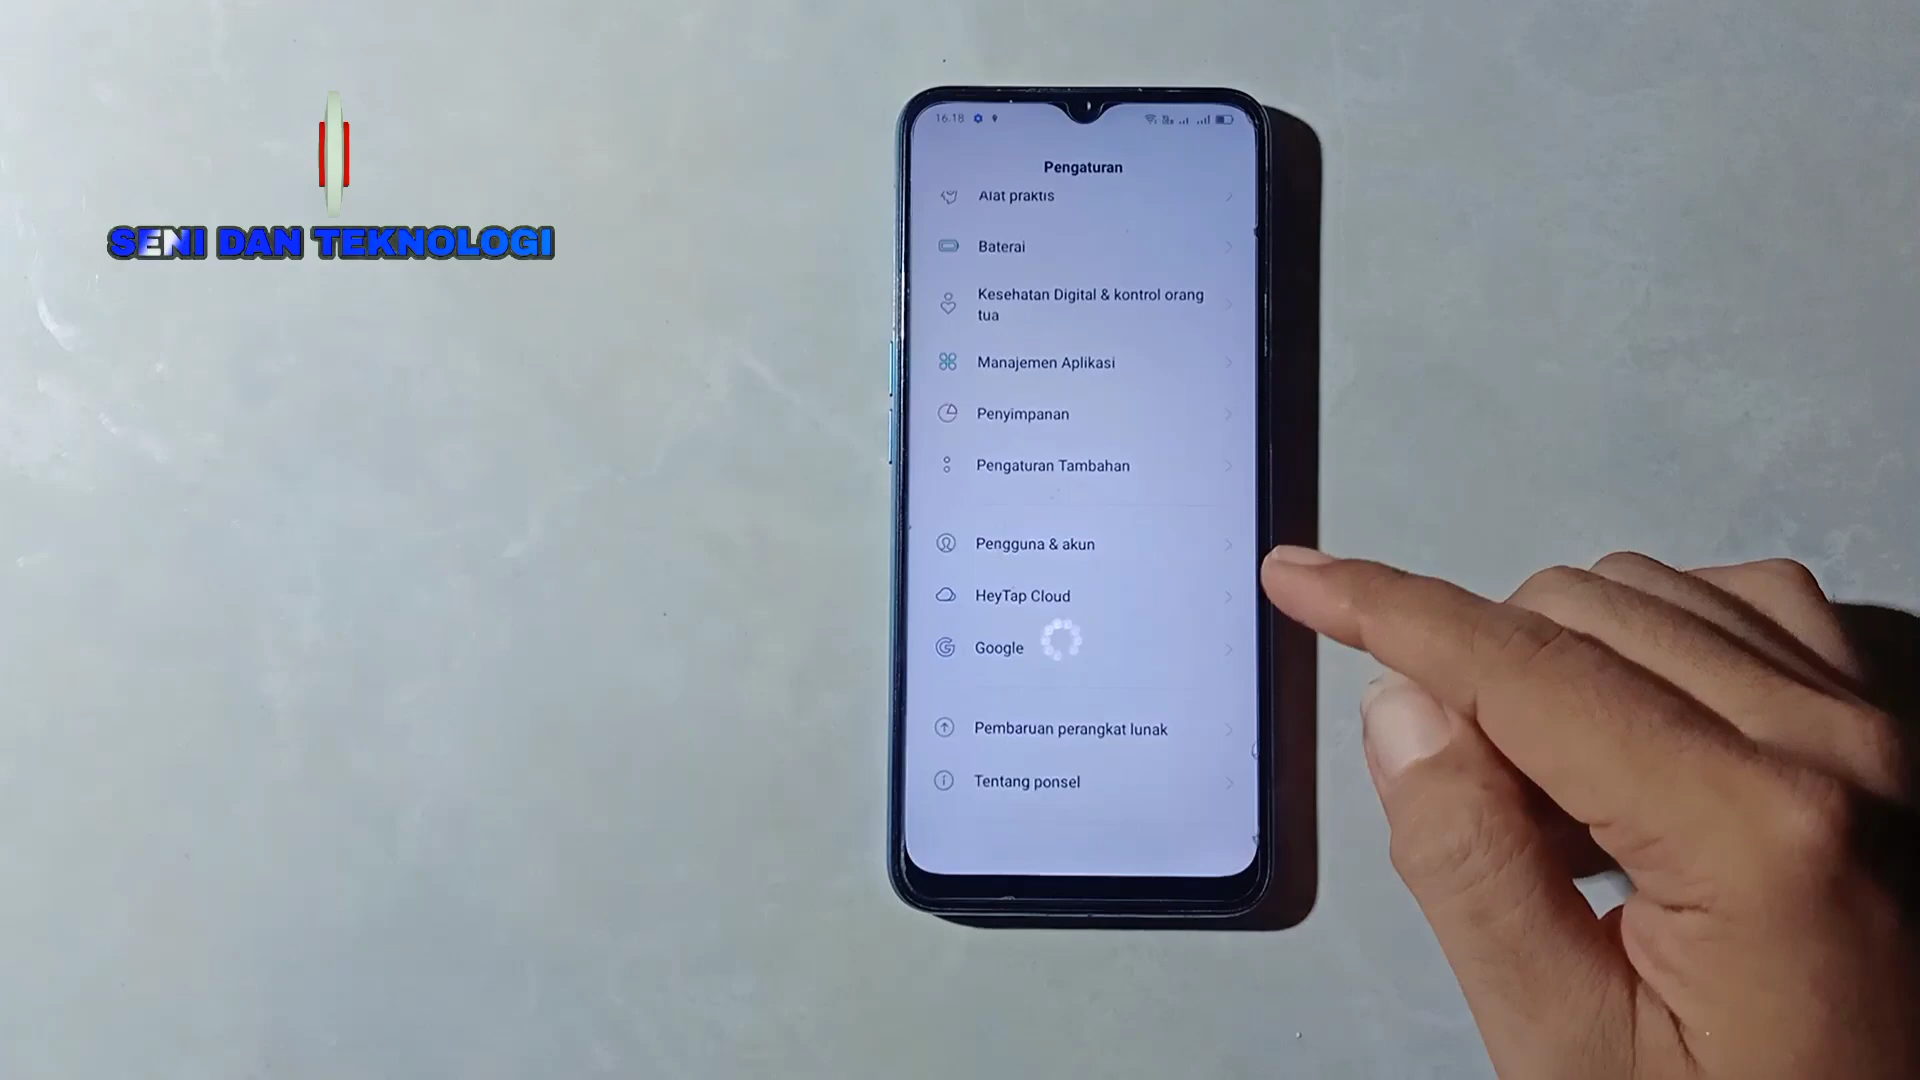 SENI DAN TEKNOLOGI
16.18
Pengaturan
Alat praktis
Baterai
Kesehatan Digital & kontrol orang
tua
Manajemen Aplikasi
Penyimpanan
Pengaturan Tambahan
Pengguna & akun
HeyTap Cloud
Google
Pembaruan perangkat lunak
Tentang ponsel